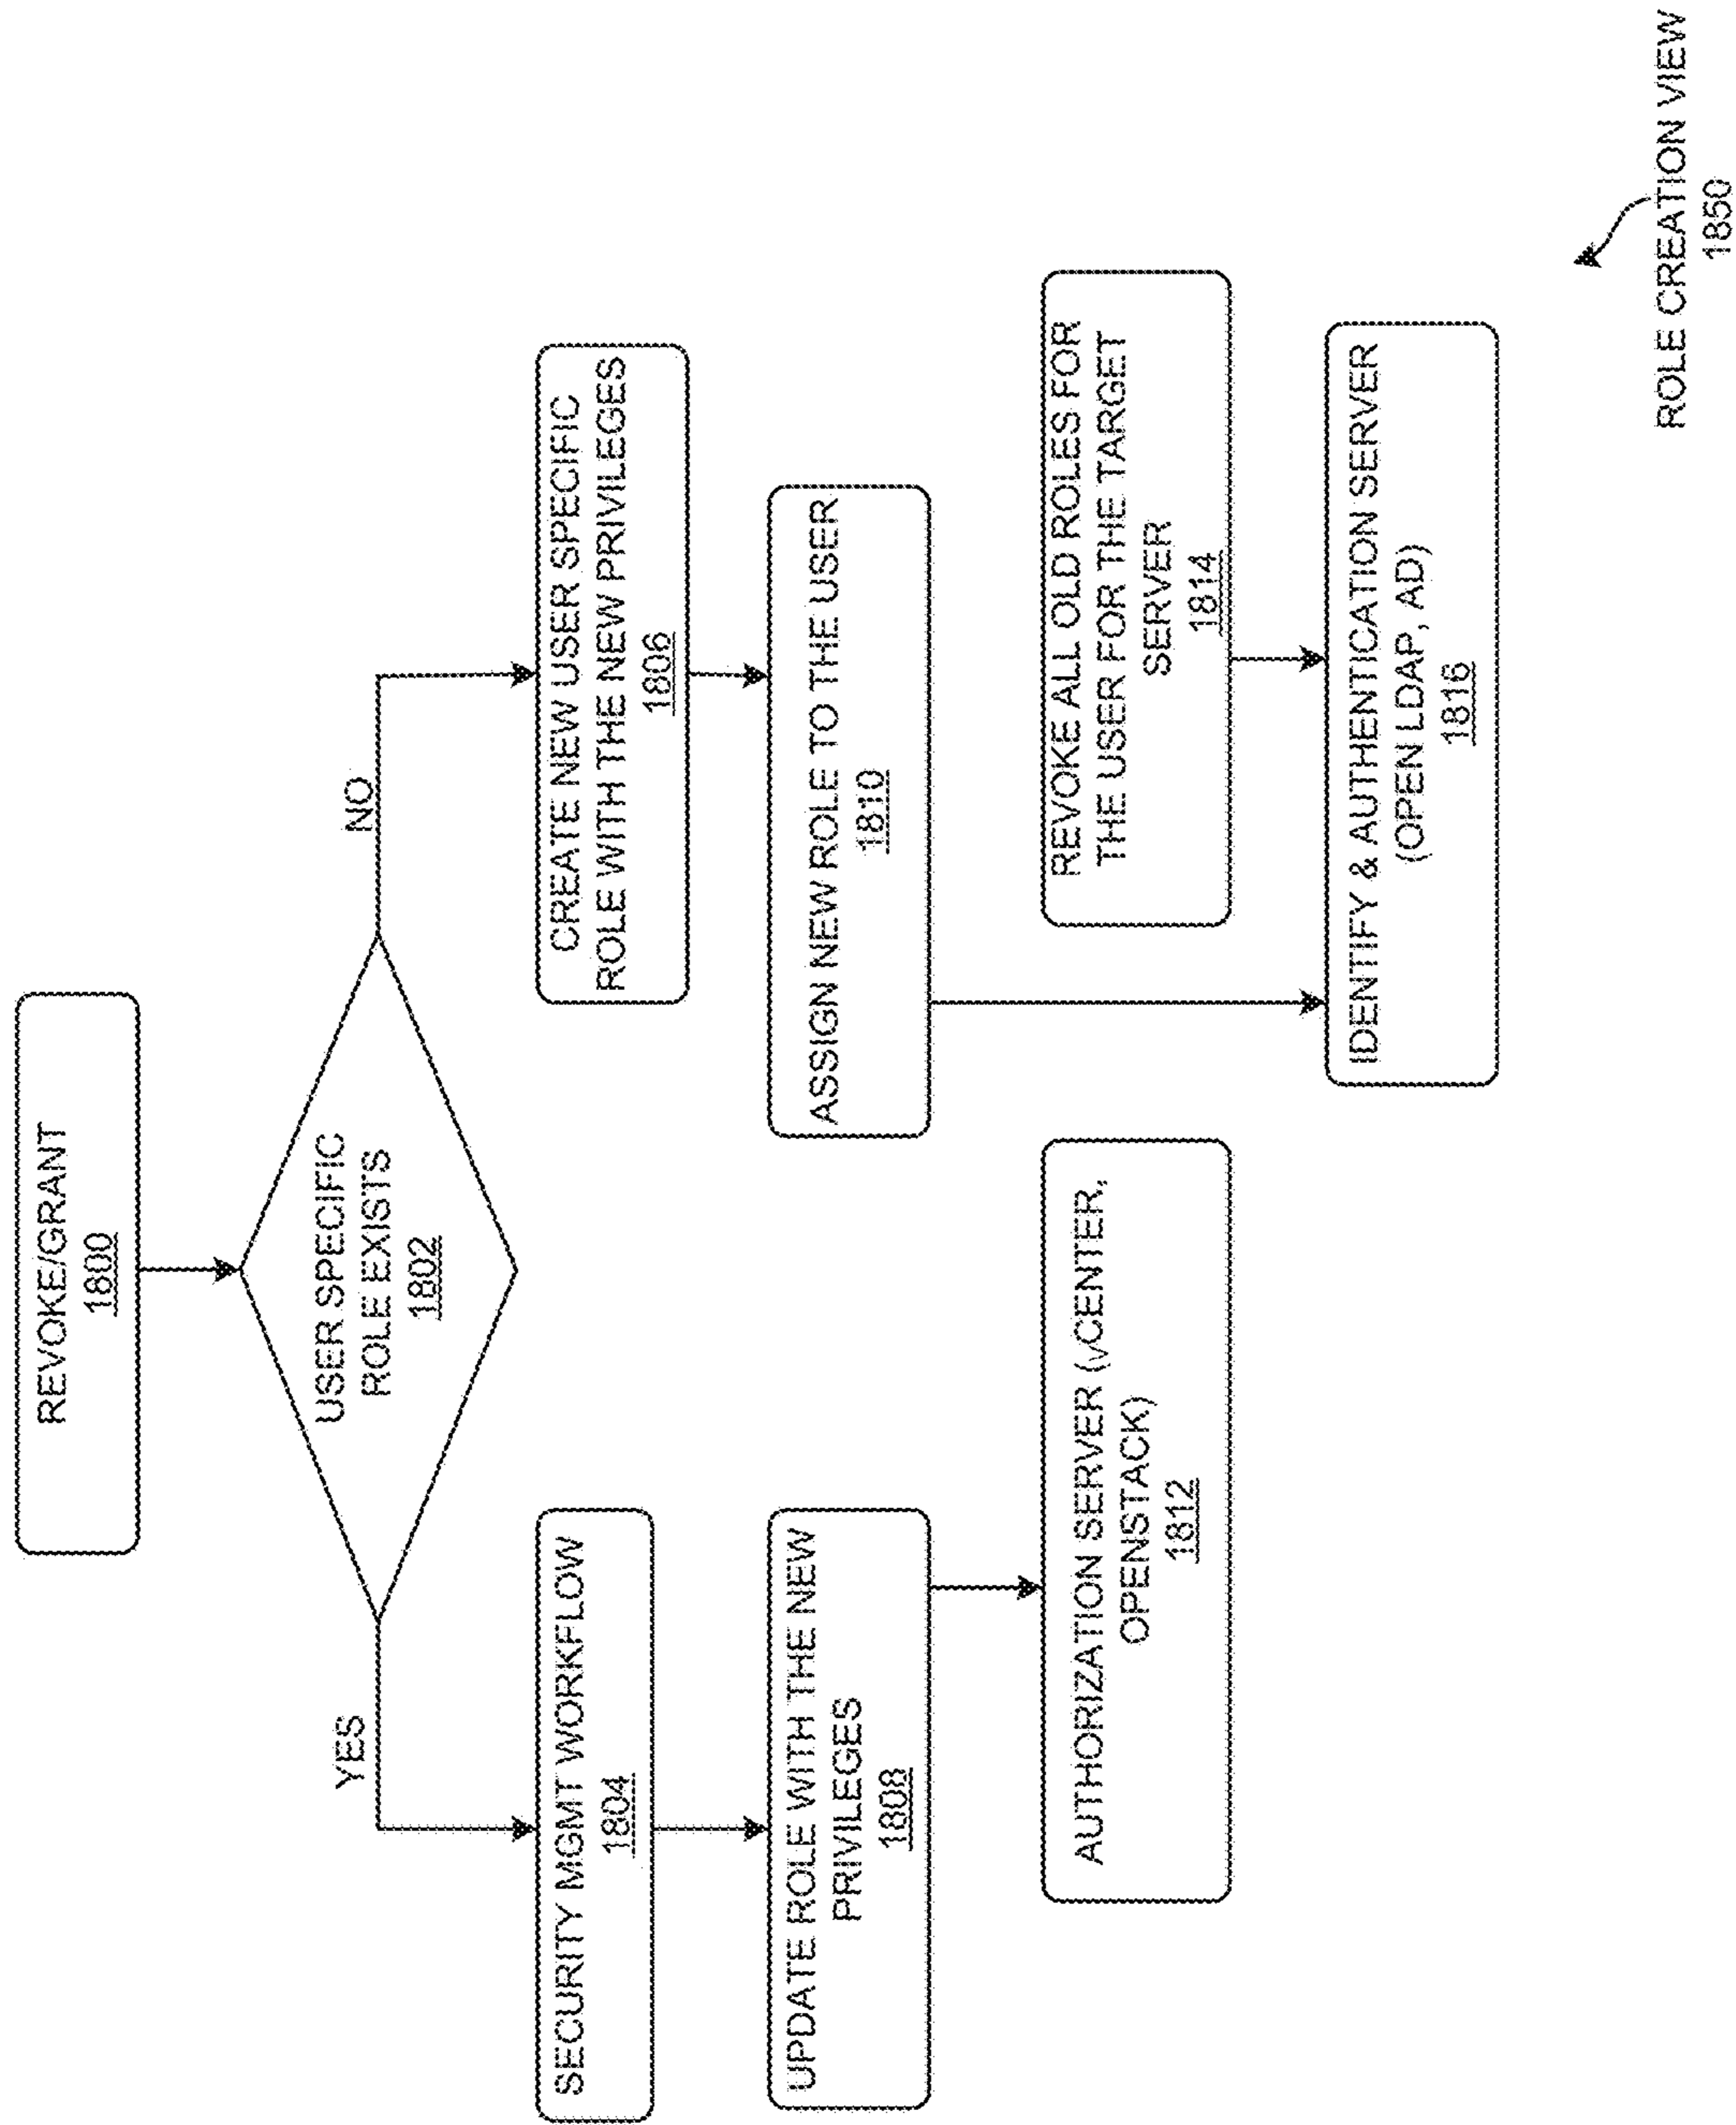 REVOKE/GRANT
1800
USER SPECIFIC
ROLE EXISTS
1802
YES
NO
SECURITY MGMT WORKFLOW
1804
CREATE NEW USER SPECIFIC
ROLE WITH THE NEW PRIVILEGES
1806
UPDATE ROLE WITH THE NEW
PRIVILEGES
1808
ASSIGN NEW ROLE TO THE USER
1810
AUTHORIZATION SERVER (vCENTER,
OPENSTACK)
1812
REVOKE ALL OLD ROLES FOR
THE USER FOR THE TARGET
SERVER
1814
IDENTIFY & AUTHENTICATION SERVER
(OPEN LDAP, AD)
1816
ROLE CREATION VIEW
1850